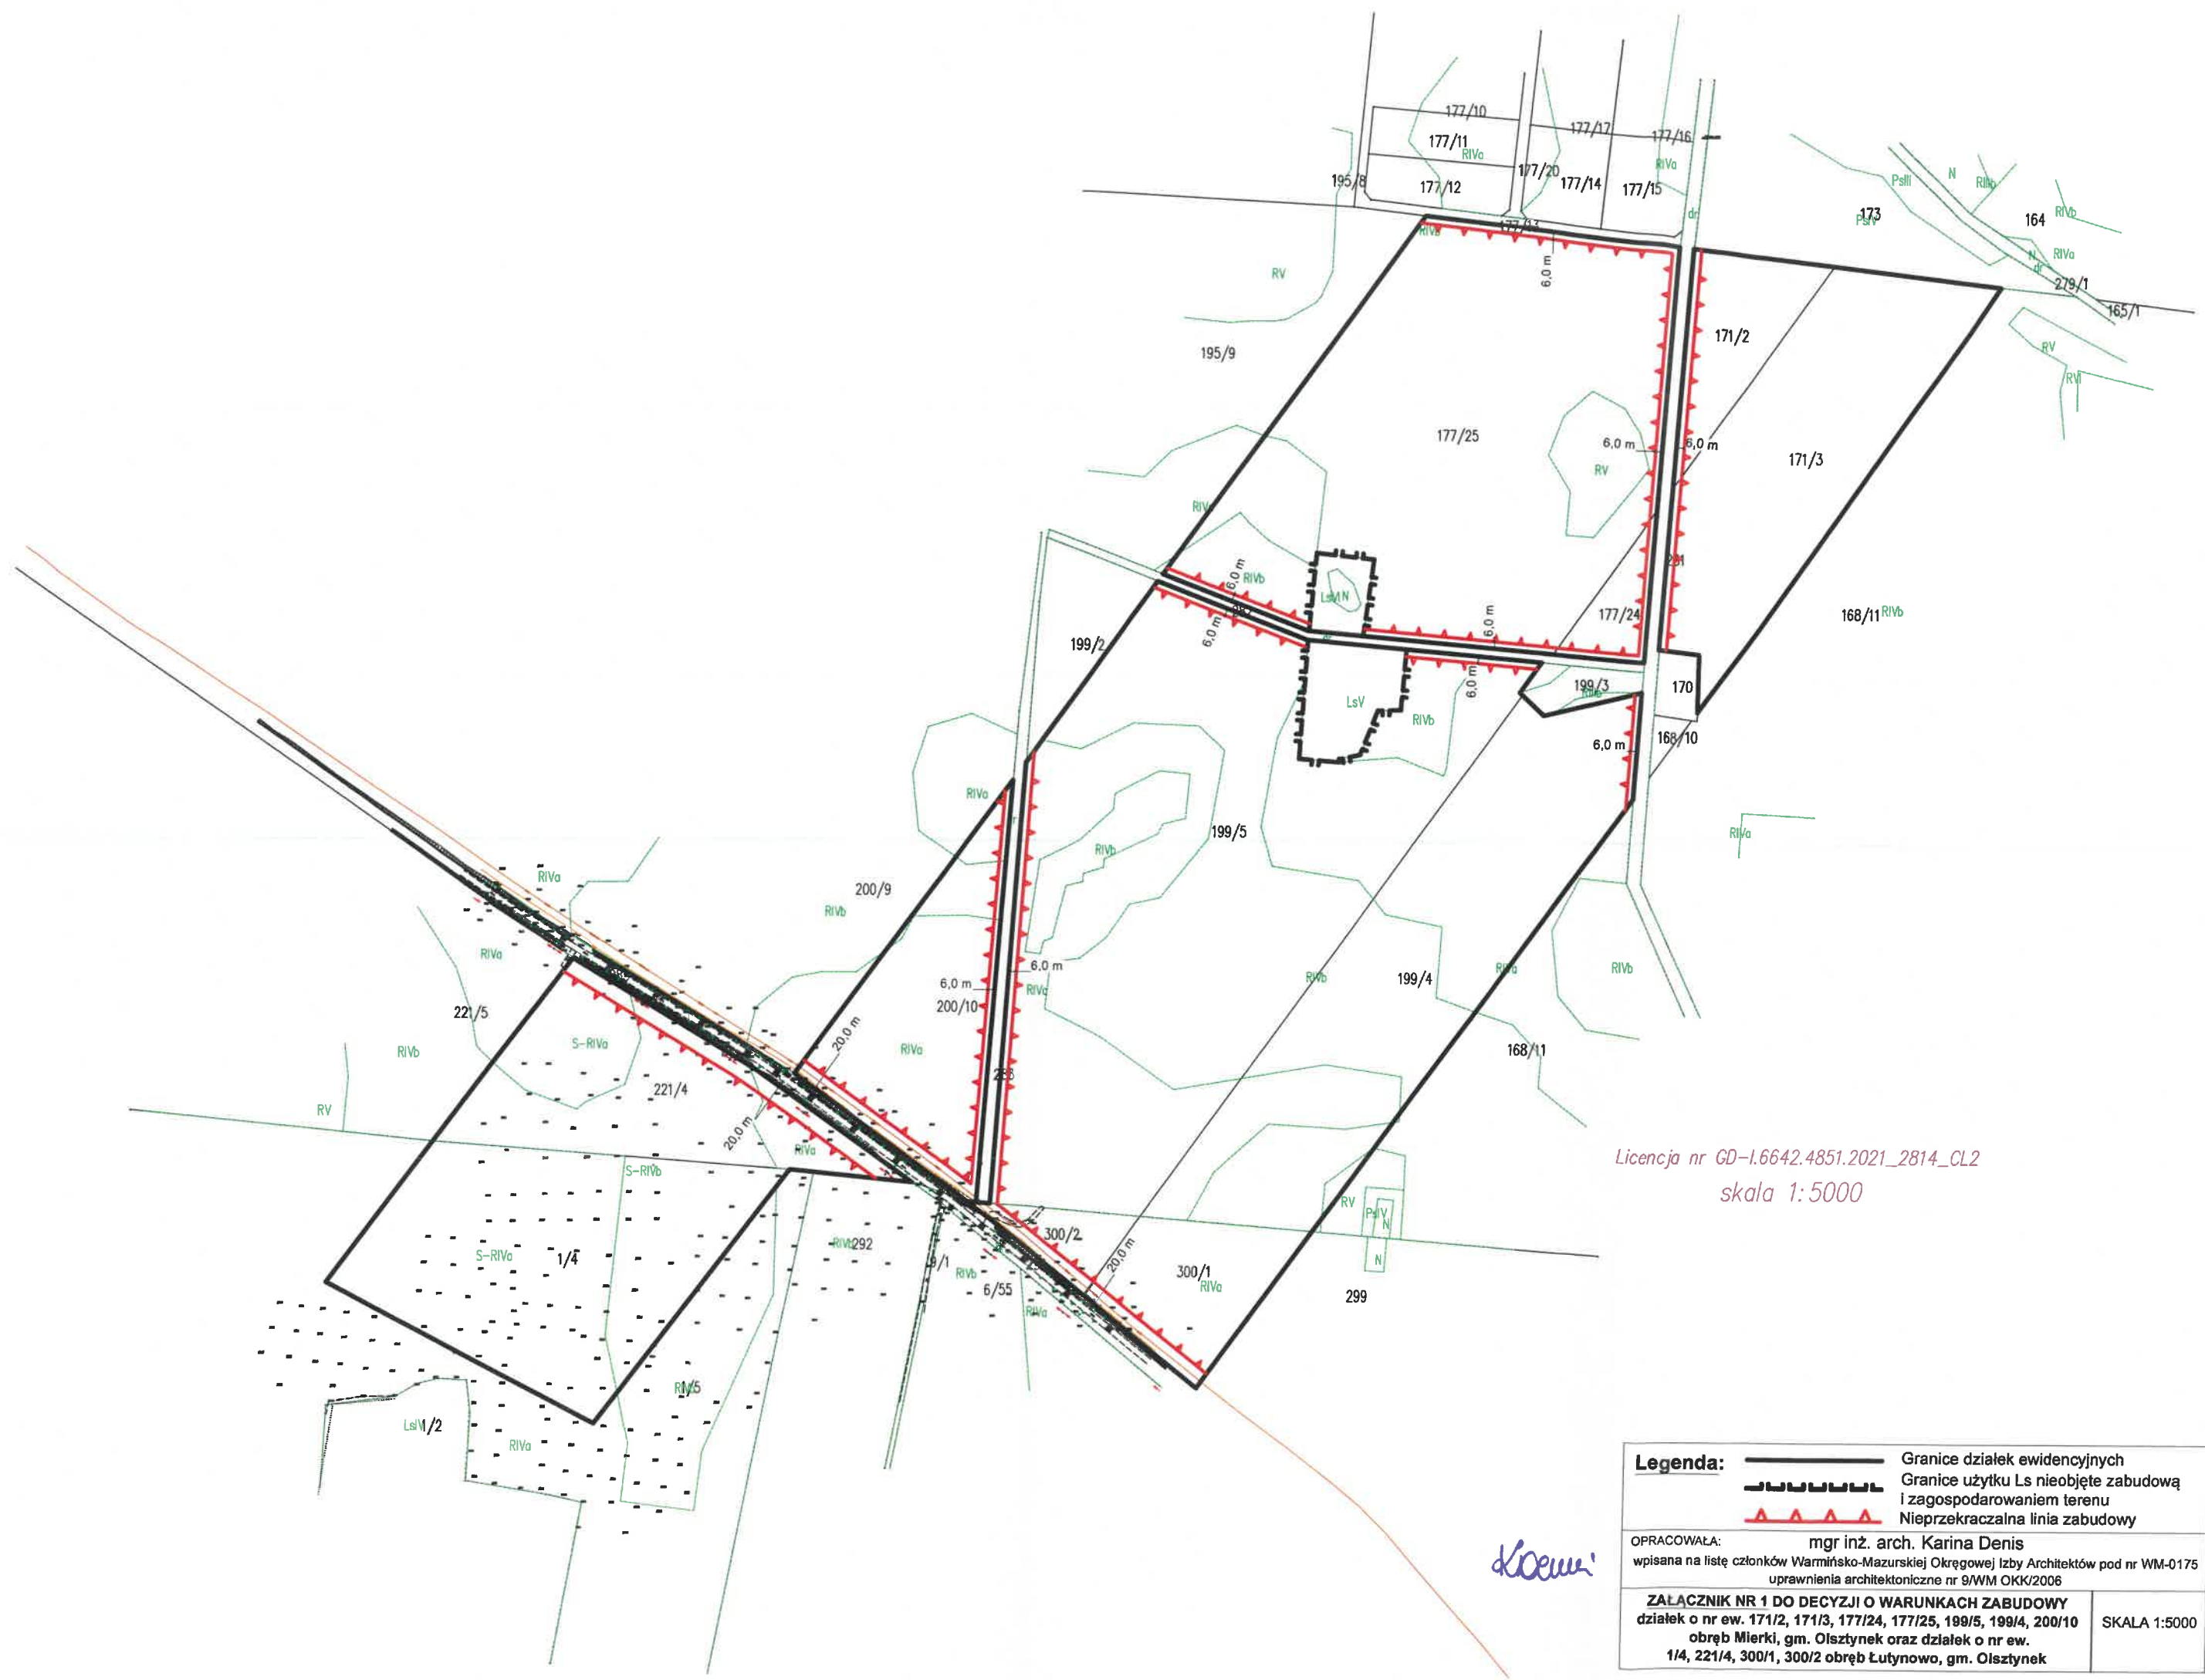 177/10
177/11
RIVa
177/17
177/16
RIVa
195/8
177/12
177/20
177/14
177/15
177/13
RIVb
dr
PsIII
N
RIIIb
173
PsIV
164
RIVb
N
RIVa
dr
279/1
165/1
RV
6,0 m
171/2
RV
RVI
195/9
177/25
6,0 m
6,0 m
RV
171/3
6,0 m
RIVb
LsVI N
177/24
168/11
RIVb
6,0 m
6,0 m
199/2
6,0 m
199/3
170
LsV
RIVb
6,0 m
168/10
RIVa
199/5
RIVb
RIVa
RIVa
200/9
RIVb
RIVa
6,0 m
6,0 m
RIVb
199/4
RIVb
200/10
221/5
S-RIVa
20,0 m
RIVa
RIVb
168/11
221/4
RV
20,0 m
RIVa
S-RIVb
Licencja nr GD-I.6642.4851.2021_2814_CL2
skala 1:5000
RV
PsIV
N
N
S-RIVa
1/4
292
RIVb
6/55
RIVa
300/2
20,0 m
300/1
RIVa
299
1/5
LsIV
1/2
RIVa
Legenda:
Granice działek ewidencyjnych
Granice użytku Ls nieobjęte zabudową
i zagospodarowaniem terenu
Nieprzekraczalna linia zabudowy
OPRACOWAŁA: mgr inż. arch. Karina Denis
wpisana na listę członków Warmińsko-Mazurskiej Okręgowej Izby Architektów pod nr WM-0175
uprawnienia architektoniczne nr 9/WM OKK/2006
ZAŁĄCZNIK NR 1 DO DECYZJI O WARUNKACH ZABUDOWY
działek o nr ew. 171/2, 171/3, 177/24, 177/25, 199/5, 199/4, 200/10
obręb Mierki, gm. Olsztynek oraz działek o nr ew.
1/4, 221/4, 300/1, 300/2 obręb Łutynowo, gm. Olsztynek
SKALA 1:5000